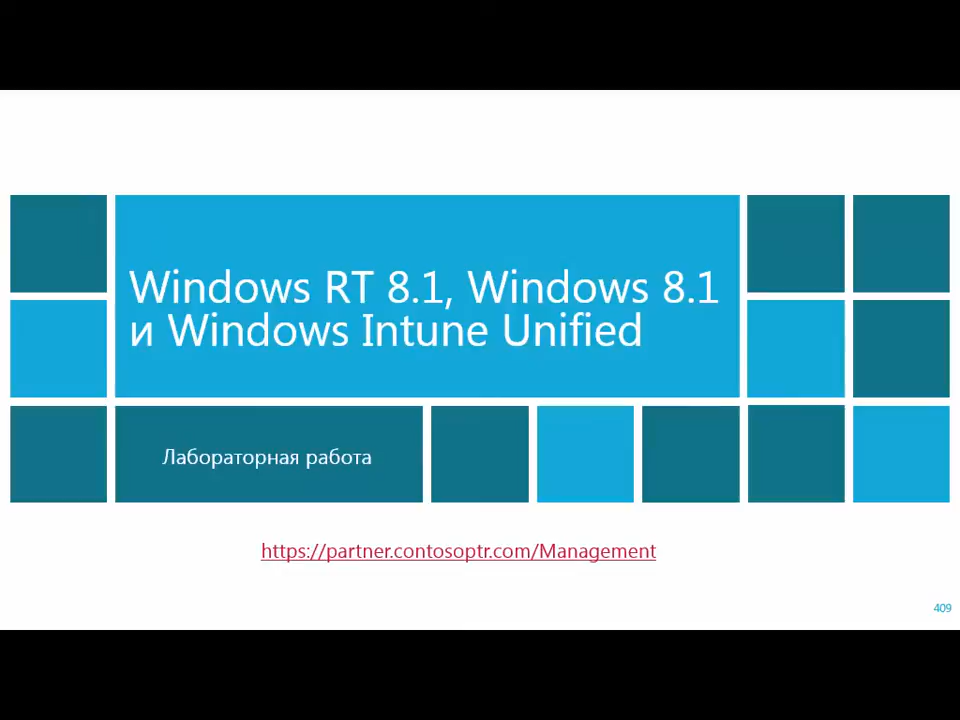 Windows RT 8.1, Windows 8.1
и Windows Intune Unified
Лабораторная работа
https://partner.contosoptr.com/Management
409